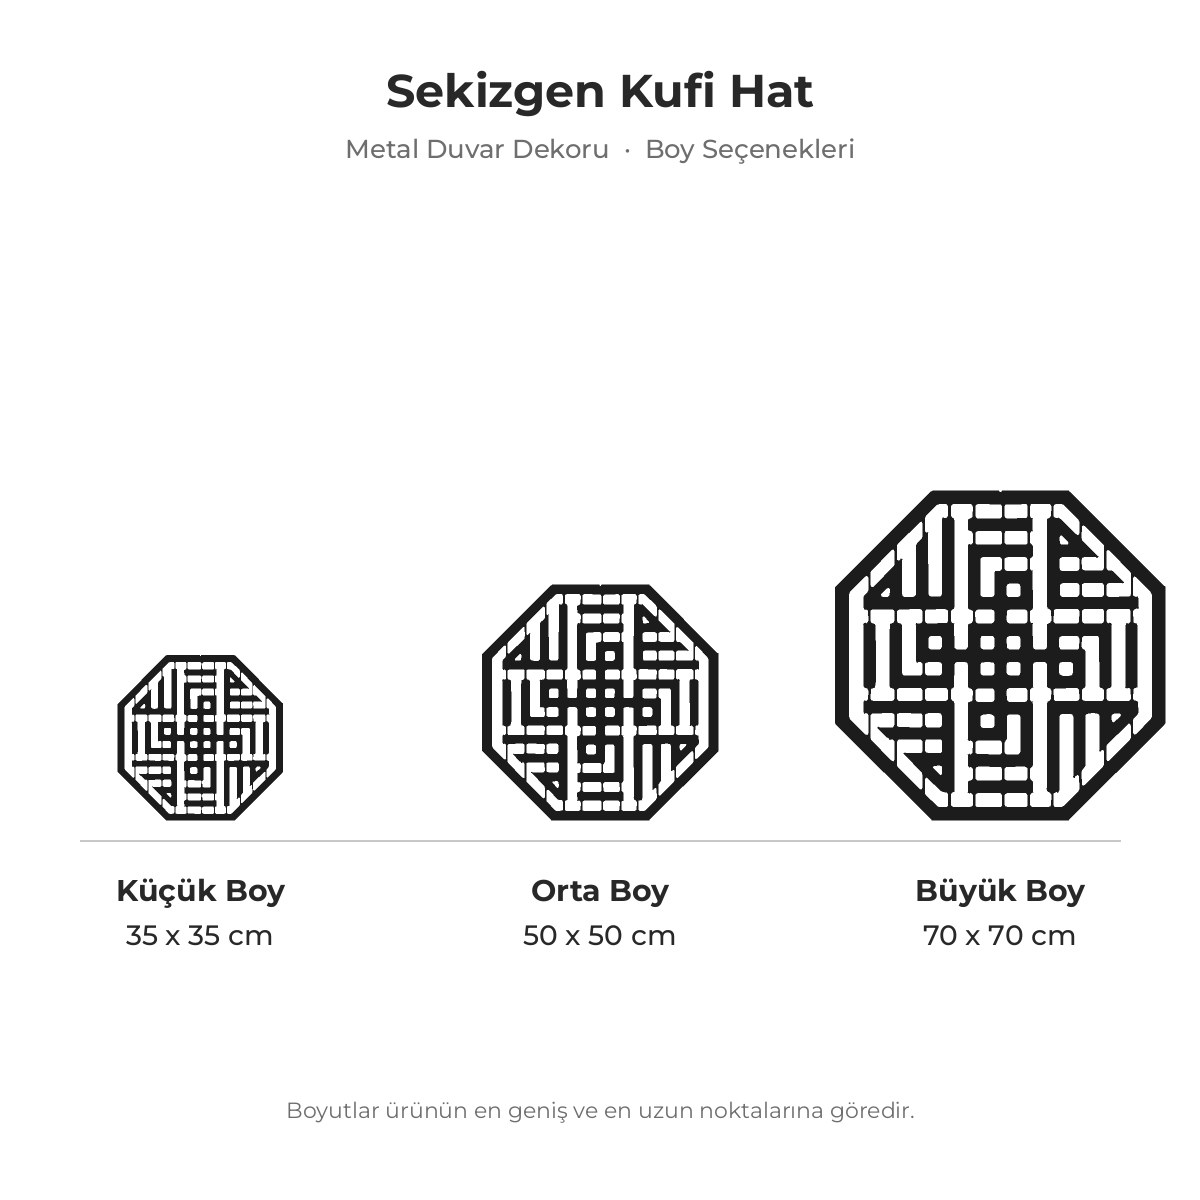 Sekizgen Kufi Hat
Metal Duvar Dekoru · Boy Seçenekleri
Küçük Boy
35 x 35 cm
Orta Boy
50 x 50 cm
Büyük Boy
70 x 70 cm
Boyutlar ürünün en geniş ve en uzun noktalarına göredir.